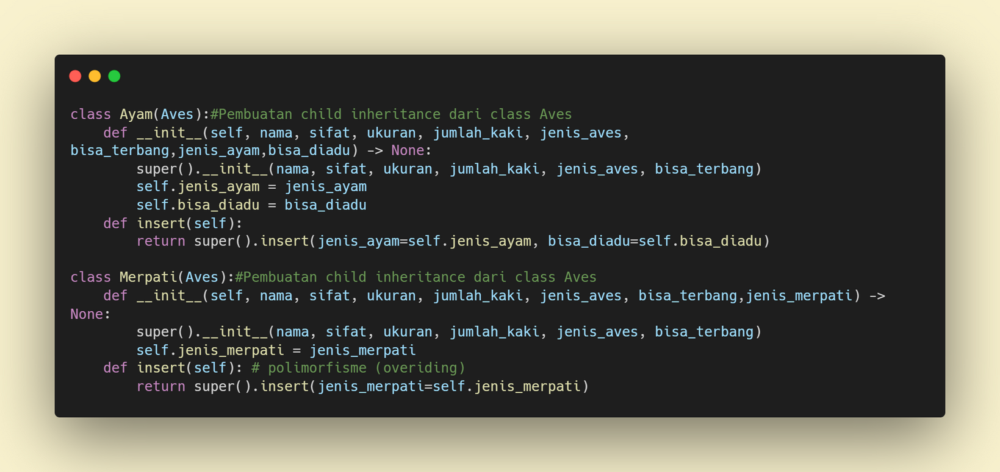 class Ayam(Aves):#Pembuatan child inheritance dari class Aves
    def __init__(self, nama, sifat, ukuran, jumlah_kaki, jenis_aves,
bisa_terbang,jenis_ayam,bisa_diadu) -> None:
        super().__init__(nama, sifat, ukuran, jumlah_kaki, jenis_aves, bisa_terbang)
        self.jenis_ayam = jenis_ayam
        self.bisa_diadu = bisa_diadu
    def insert(self):
        return super().insert(jenis_ayam=self.jenis_ayam, bisa_diadu=self.bisa_diadu)

class Merpati(Aves):#Pembuatan child inheritance dari class Aves
    def __init__(self, nama, sifat, ukuran, jumlah_kaki, jenis_aves, bisa_terbang,jenis_merpati) ->
None:
        super().__init__(nama, sifat, ukuran, jumlah_kaki, jenis_aves, bisa_terbang)
        self.jenis_merpati = jenis_merpati
    def insert(self): # polimorfisme (overiding)
        return super().insert(jenis_merpati=self.jenis_merpati)